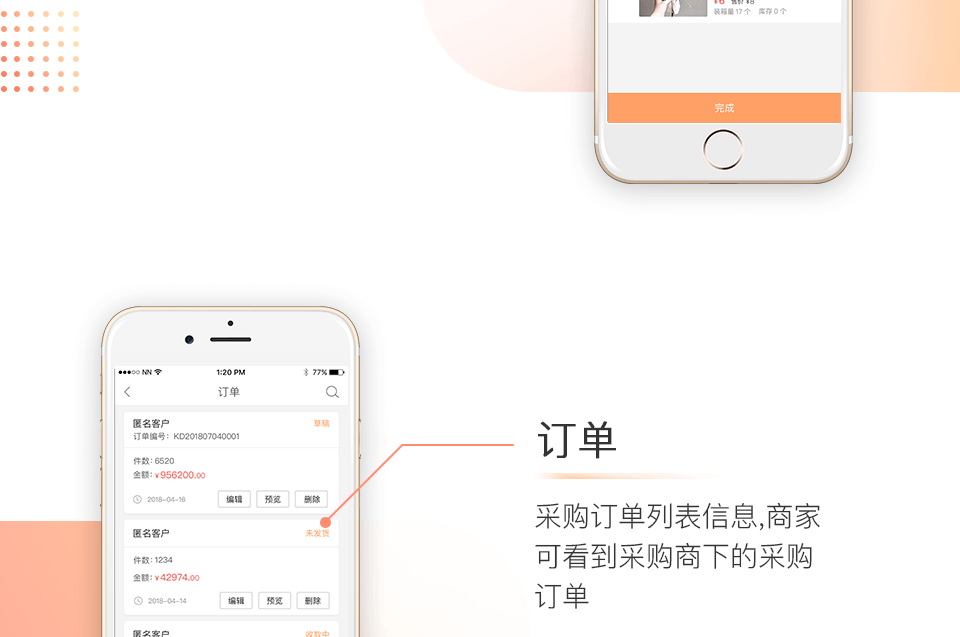 ¥6 售价 ¥8
装箱量 17 个 库存 0 个
完成
NN
1:20 PM
77%
订单
匿名客户
草稿
订单编号: KD201807040001
件数: 6520
金额: ¥956200.00
2018-04-16
编辑
预览
删除
匿名客户
未发货
件数: 1234
金额: ¥42974.00
2018-04-14
编辑
预览
删除
匿名客户
收款中
订单
采购订单列表信息,商家
可看到采购商下的采购
订单